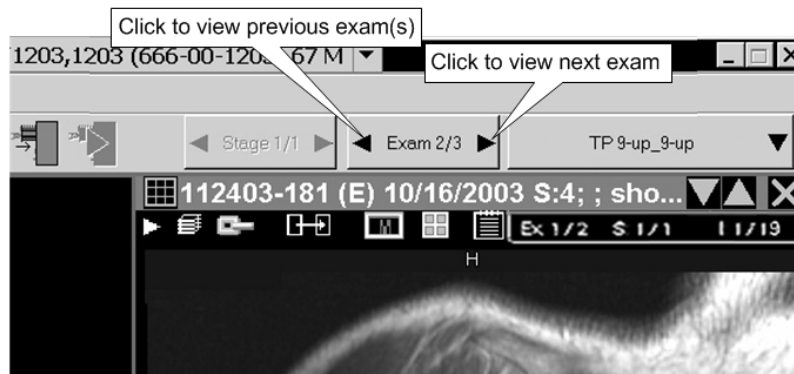 Click to view previous exam(s)
1203,1203 (666-00-1203 67 M
Click to view next exam
Stage 1/1
Exam 2/3
TP 9-up_9-up
112403-181 (E) 10/16/2003 S:4; ; sho...
Ex 1/2 S 1/1 I 1/19
H